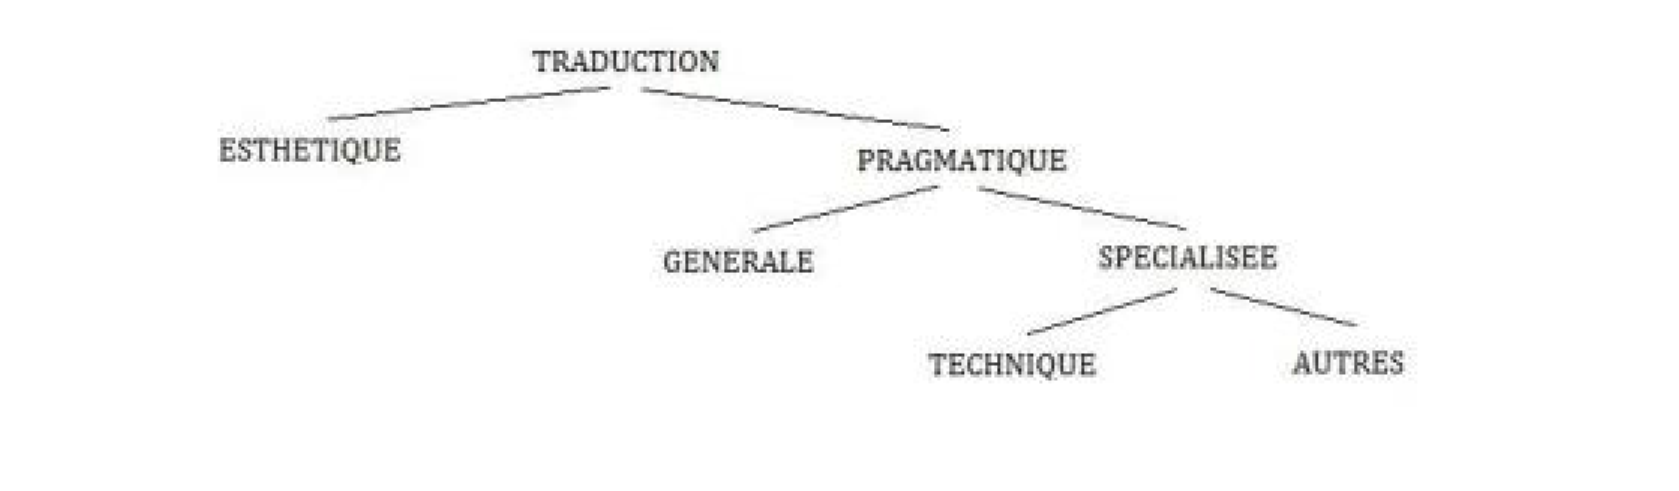 TRADUCTION
ESTHETIQUE
PRAGMATIQUE
GENERALE
SPECIALISEE
TECHNIQUE
AUTRES